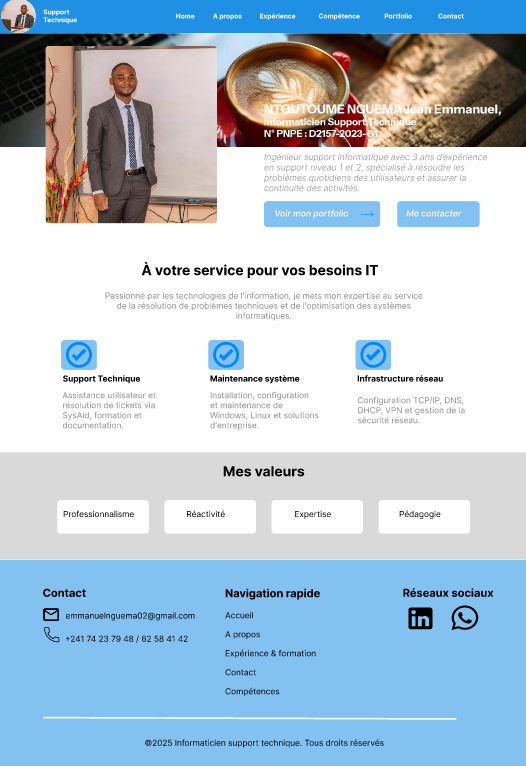 Support
Technique
Home
A propos
Expérience
Compétence
Portfolio
Contact
NTOUTOUME NGUEMA Jean Emmanuel,
Informaticien Support Technique
N° PNPE : D2157-2023-G1
Ingénieur support informatique avec 3 ans d'expérience
en support niveau 1 et 2, spécialisé à résoudre les
problèmes quotidiens des utilisateurs et assurer la
continuité des activités.
Voir mon portfolio
Me contacter
À votre service pour vos besoins IT
Passionné par les technologies de l'information, je mets mon expertise au service
de la résolution de problèmes techniques et de l'optimisation des systèmes
informatiques.
Support Technique
Assistance utilisateur et
résolution de tickets via
SysAid, formation et
documentation.
Maintenance système
Installation, configuration
et maintenance de
Windows, Linux et solutions
d'entreprise.
Infrastructure réseau
Configuration TCP/IP, DNS,
DHCP, VPN et gestion de la
sécurité réseau.
Mes valeurs
Professionnalisme
Réactivité
Expertise
Pédagogie
Contact
emmanuelnguema02@gmail.com
+241 74 23 79 48 / 62 58 41 42
Navigation rapide
Accueil
A propos
Expérience & formation
Contact
Compétences
Réseaux sociaux
©2025 Informaticien support technique. Tous droits réservés